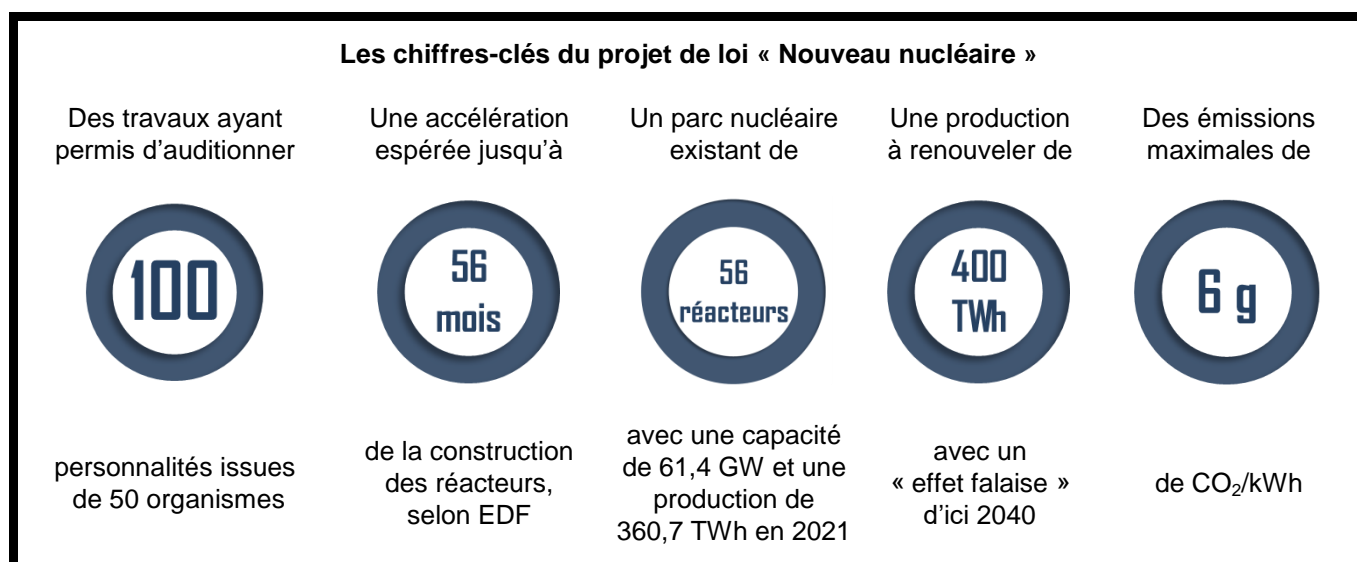 Les chiffres-clés du projet de loi « Nouveau nucléaire »
Des travaux ayant
permis d'auditionner
100
personnalités issues
de 50 organismes
Une accélération
espérée jusqu'à
56
mois
de la construction
des réacteurs,
selon EDF
Un parc nucléaire
existant de
56
réacteurs
avec une capacité
de 61,4 GW et une
production de
360,7 TWh en 2021
Une production
à renouveler de
400
TWh
avec un
« effet falaise »
d'ici 2040
Des émissions
maximales de
6 g
de CO₂/kWh